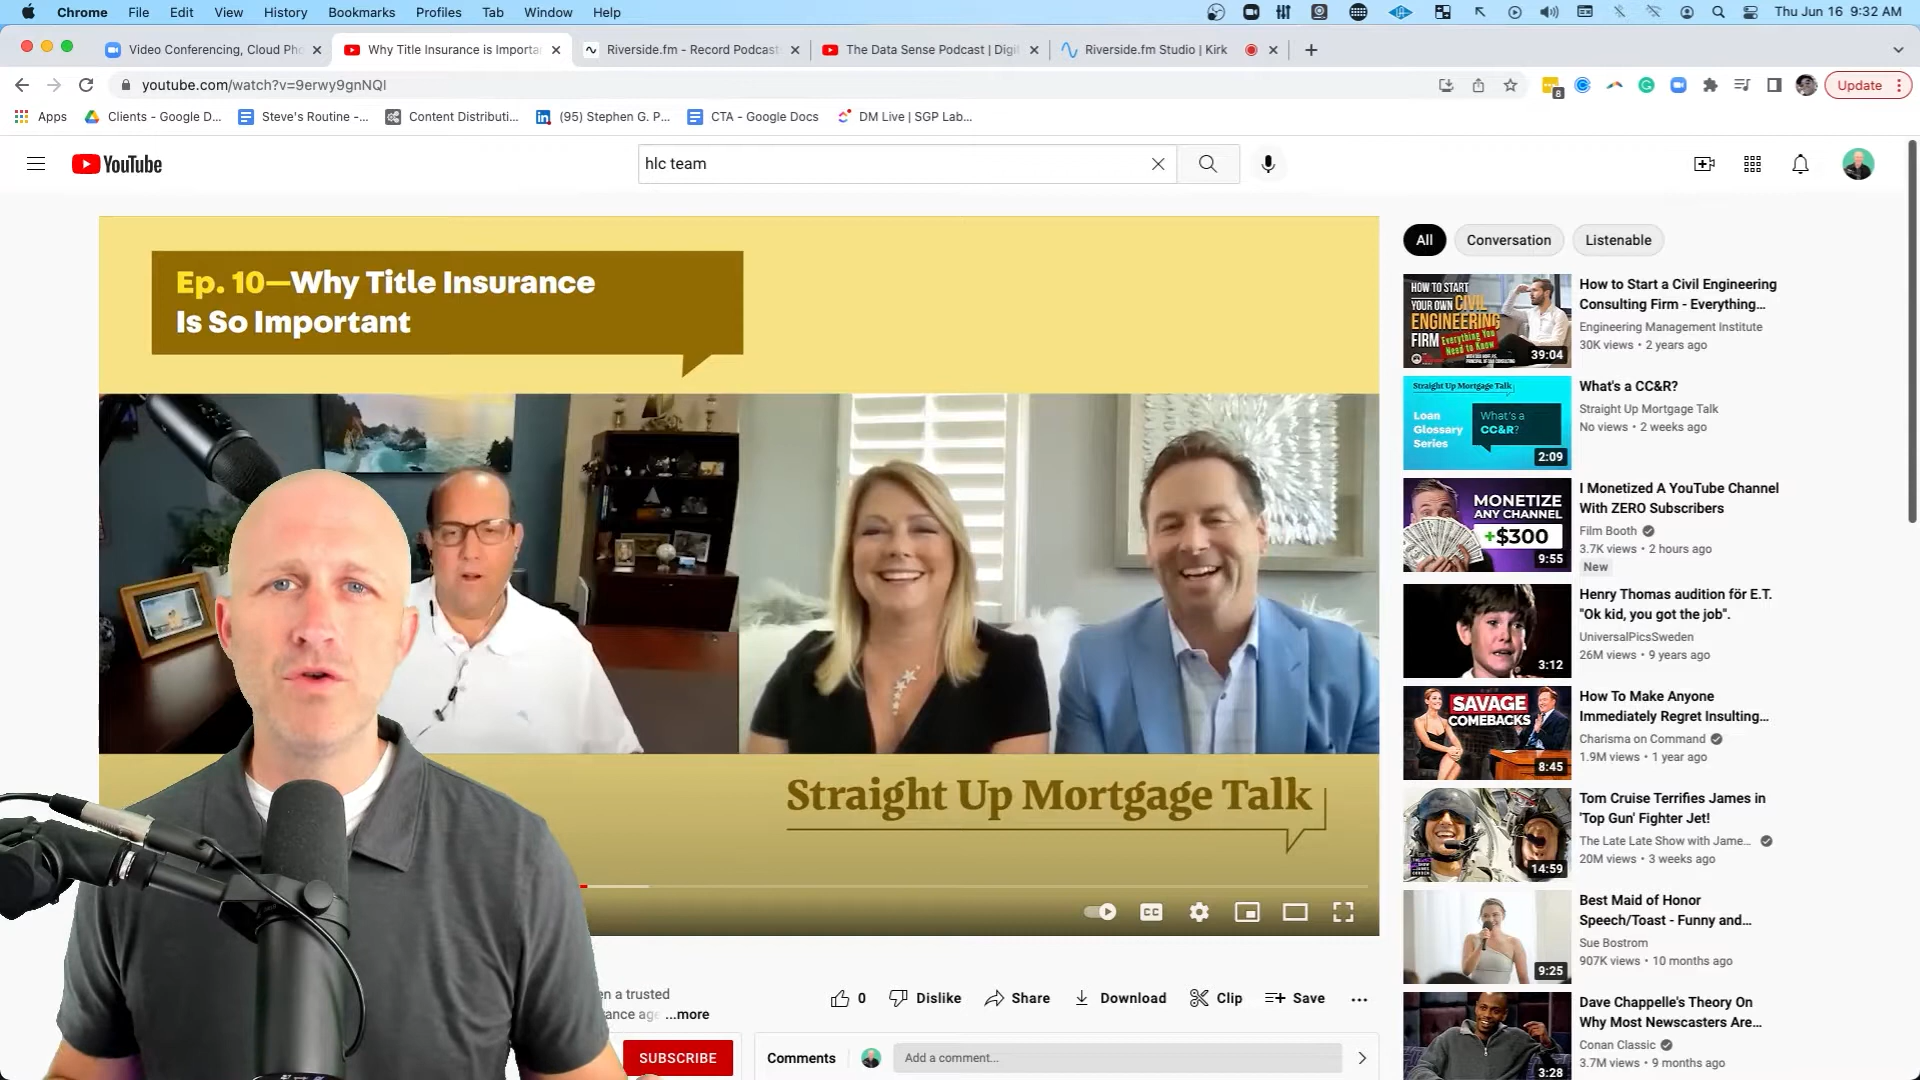 Chrome File Edit View History Bookmarks Profiles Tab Window Help Thu Jun 16 9:32 AM
Video Conferencing, Cloud Pho
Why Title Insurance is Importa
Riverside.fm - Record Podcast
The Data Sense Podcast | Digi
Riverside.fm Studio | Kirk
youtube.com/watch?v=9erwy9gnNQI
8
Update
Apps
Clients - Google D...
Steve's Routine -...
Content Distributi...
in (95) Stephen G. P...
CTA - Google Docs
DM Live | SGP Lab...
YouTube
hlc team
Ep. 10—Why Title Insurance
Is So Important
Straight Up Mortgage Talk
CC
en a trusted
rance age ...more
0 Dislike Share Download Clip Save
SUBSCRIBE
Comments Add a comment...
All Conversation Listenable
HOW TO START
YOUR OWN CIVIL
ENGINEERING
FIRM Everything You
Need to Know
39:04
How to Start a Civil Engineering
Consulting Firm - Everything...
Engineering Management Institute
30K views • 2 years ago
Straight Up Mortgage Talk
Loan
Glossary
Series
What's a
CC&R?
2:09
What's a CC&R?
Straight Up Mortgage Talk
No views • 2 weeks ago
MONETIZE
ANY CHANNEL
+$300
9:55
I Monetized A YouTube Channel
With ZERO Subscribers
Film Booth
3.7K views • 2 hours ago
New
3:12
Henry Thomas audition för E.T.
"Ok kid, you got the job".
UniversalPicsSweden
26M views • 9 years ago
SAVAGE
COMEBACKS
8:45
How To Make Anyone
Immediately Regret Insulting...
Charisma on Command
1.9M views • 1 year ago
14:59
Tom Cruise Terrifies James in
'Top Gun' Fighter Jet!
The Late Late Show with Jame...
20M views • 3 weeks ago
9:25
Best Maid of Honor
Speech/Toast - Funny and...
Sue Bostrom
907K views • 10 months ago
3:28
Dave Chappelle's Theory On
Why Most Newscasters Are...
Conan Classic
3.7M views • 9 months ago